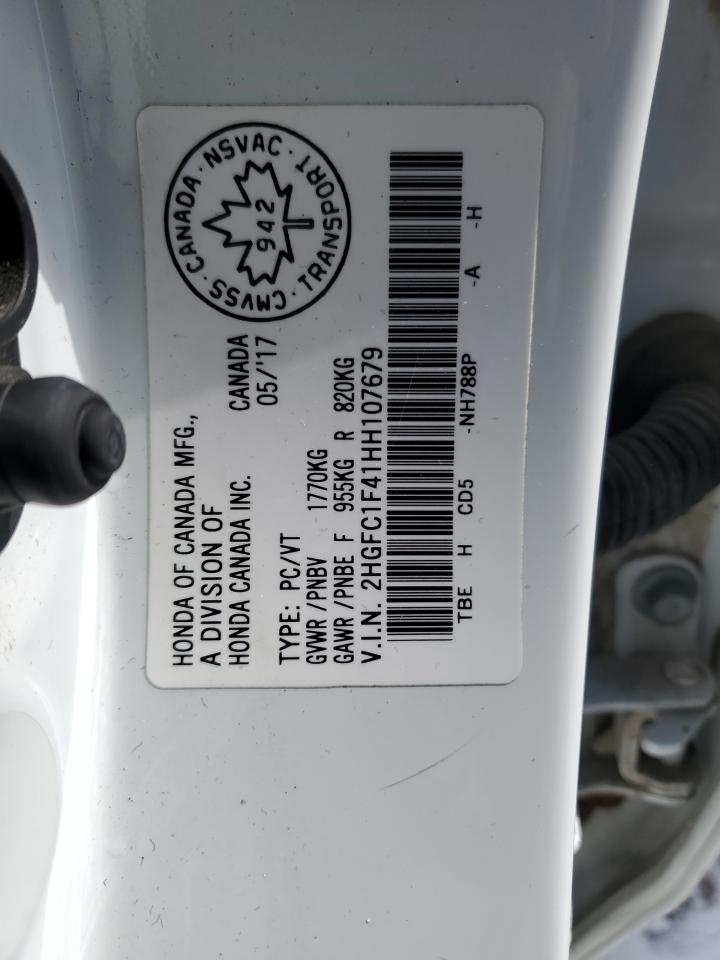 HONDA OF CANADA MFG.,
A DIVISION OF
HONDA CANADA INC.
CANADA
05/'17
CMVSS · CANADA · NSVAC · TRANSPORT ·
942
TYPE: PC/VT
GVWR /PNBV 1770KG
GAWR /PNBE F 955KG R 820KG
V.I.N. 2HGFC1F41HH107679
TBE H CD5 -NH788P -A -H